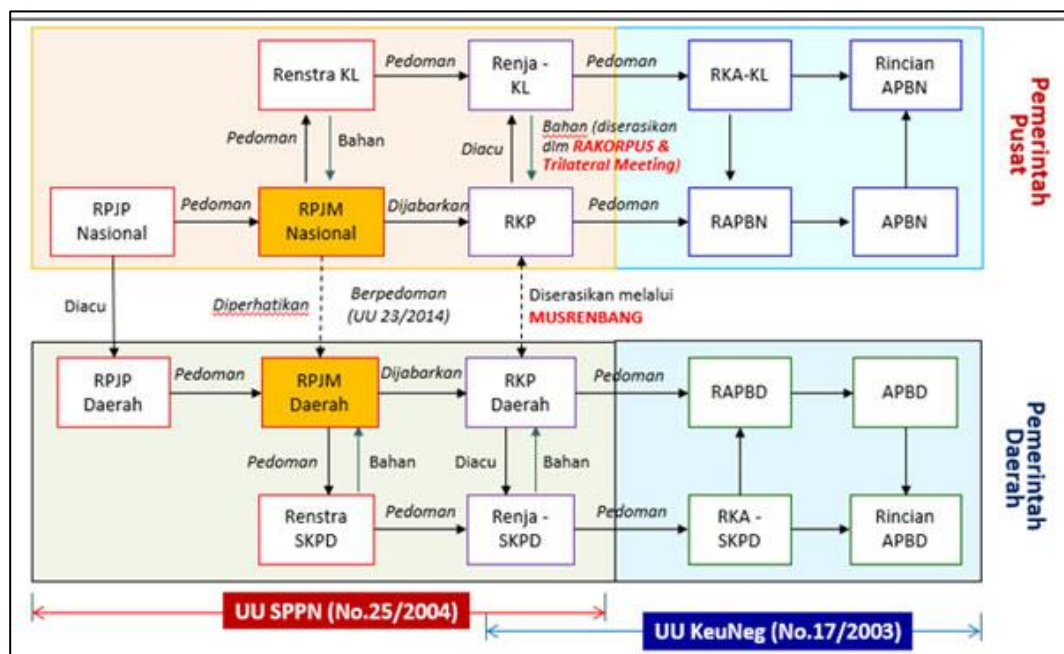 Renstra KL
Pedoman
Renja -
KL
Pedoman
RKA-KL
Rincian
APBN
Pedoman
Bahan
Diacu
Bahan (diserasikan
dlm RAKORPUS &
Trilateral Meeting)
RPJP
Nasional
Pedoman
RPJM
Nasional
Dijabarkan
RKP
Pedoman
RAPBN
APBN
Pemerintah
Pusat
Diacu
Diperhatikan
Berpedoman
(UU 23/2014)
Diserasikan melalui
MUSRENBANG
RPJP
Daerah
Pedoman
RPJM
Daerah
Dijabarkan
RKP
Daerah
Pedoman
RAPBD
APBD
Pedoman
Bahan
Diacu
Bahan
Renstra
SKPD
Pedoman
Renja -
SKPD
Pedoman
RKA -
SKPD
Rincian
APBD
Pemerintah
Daerah
UU SPPN (No.25/2004)
UU KeuNeg (No.17/2003)